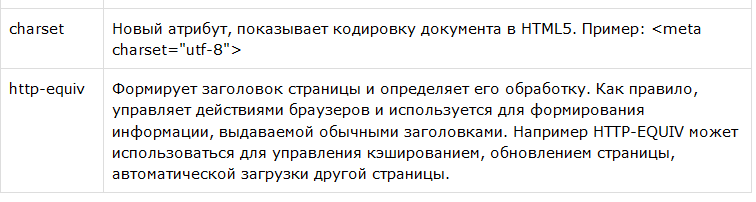 charset
Новый атрибут, показывает кодировку документа в HTML5. Пример: <meta
charset="utf-8">
http-equiv
Формирует заголовок страницы и определяет его обработку. Как правило,
управляет действиями браузеров и используется для формирования
информации, выдаваемой обычными заголовками. Например HTTP-EQUIV может
использоваться для управления кэшированием, обновлением страницы,
автоматической загрузки другой страницы.